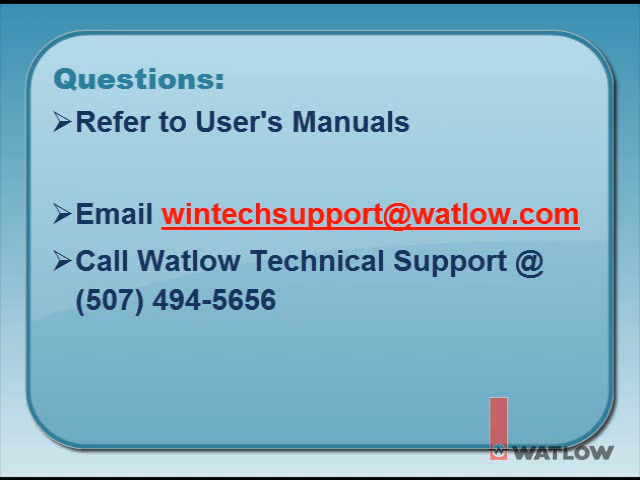 Questions:
➢Refer to User's Manuals
➢Email wintechsupport@watlow.com
➢Call Watlow Technical Support @
(507) 494-5656
WATLOW